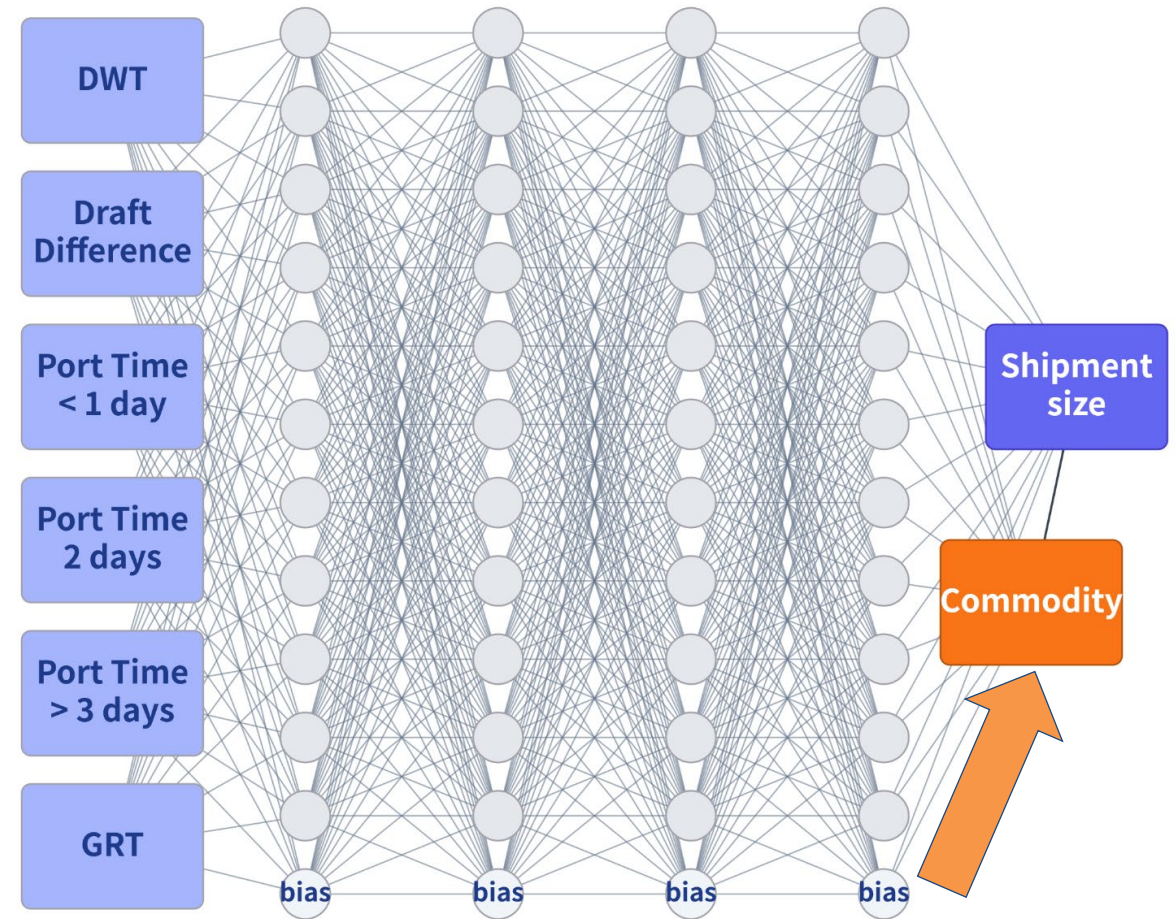 DWT
Draft
Difference
Port Time
< 1 day
Port Time
2 days
Port Time
> 3 days
GRT
bias
bias
bias
bias
Shipment
size
Commodity